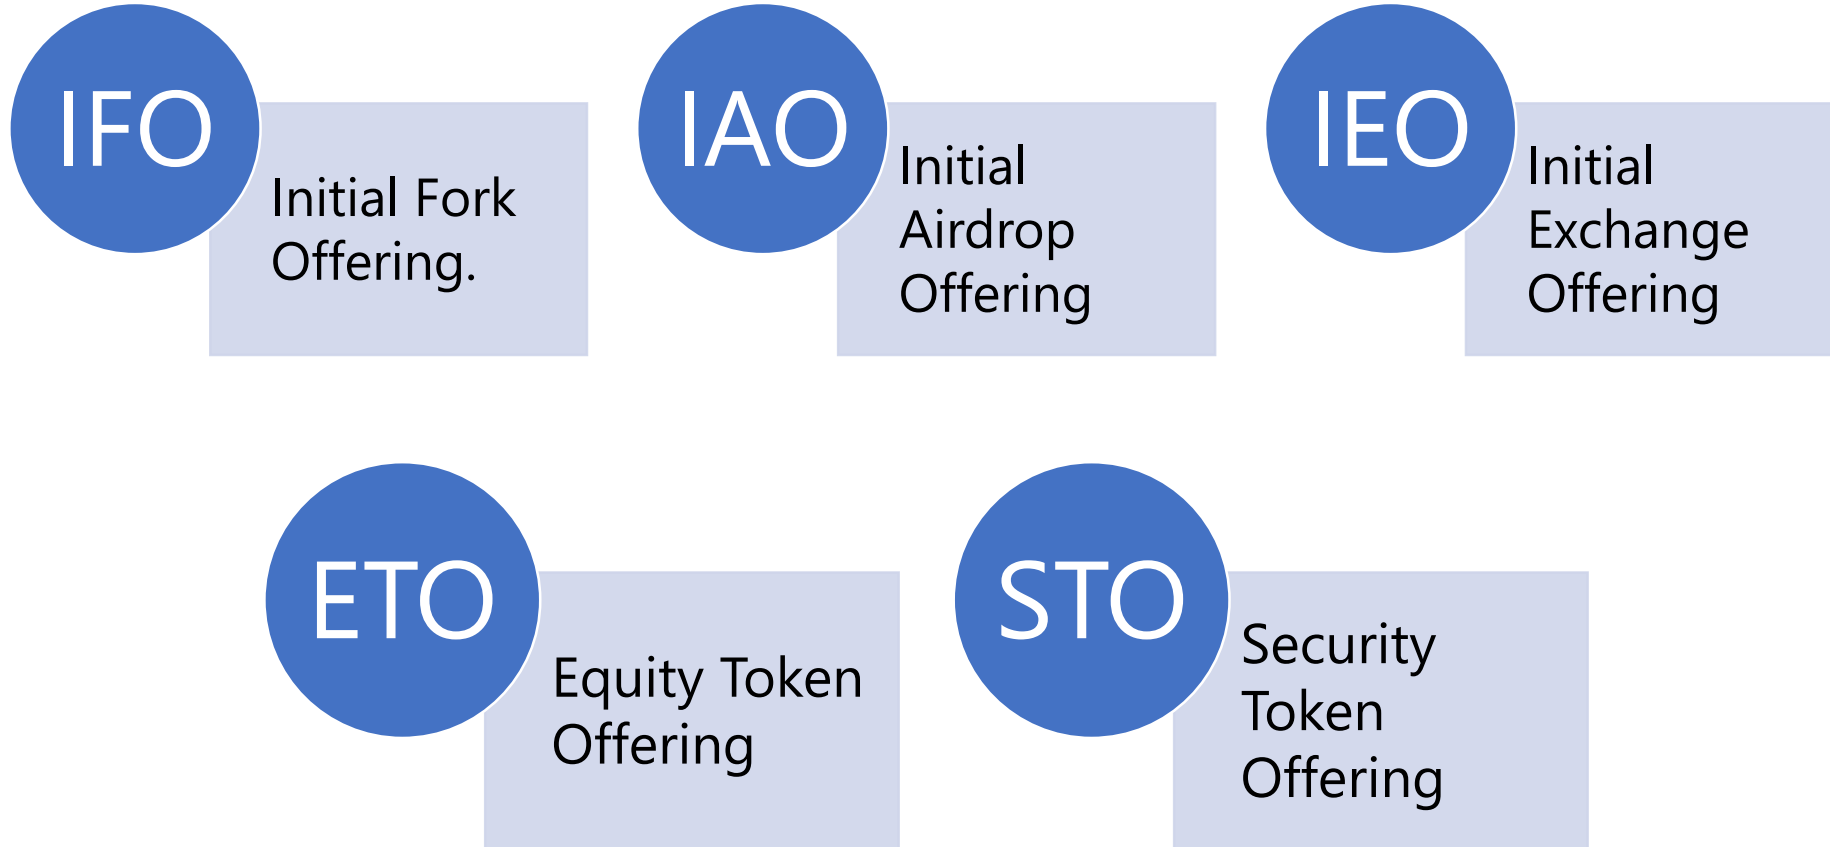 IFO
Initial Fork
Offering.
IAO
Initial
Airdrop
Offering
IEO
Initial
Exchange
Offering
ETO
Equity Token
Offering
STO
Security
Token
Offering